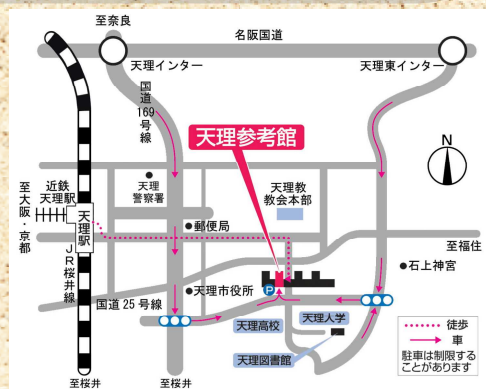 至奈良
名阪国道
天理インター
天理東インター
国道169号線
天理参考館
N
天理警察署
天理教
教会本部
近鉄
天理駅
至大阪・京都
天理駅
JR桜井線
郵便局
至福住
石上神宮
天理市役所
P
国道25号線
天理高校
天理大学
天理図書館
徒歩
車
駐車は制限する
ことがあります
至桜井
至桜井